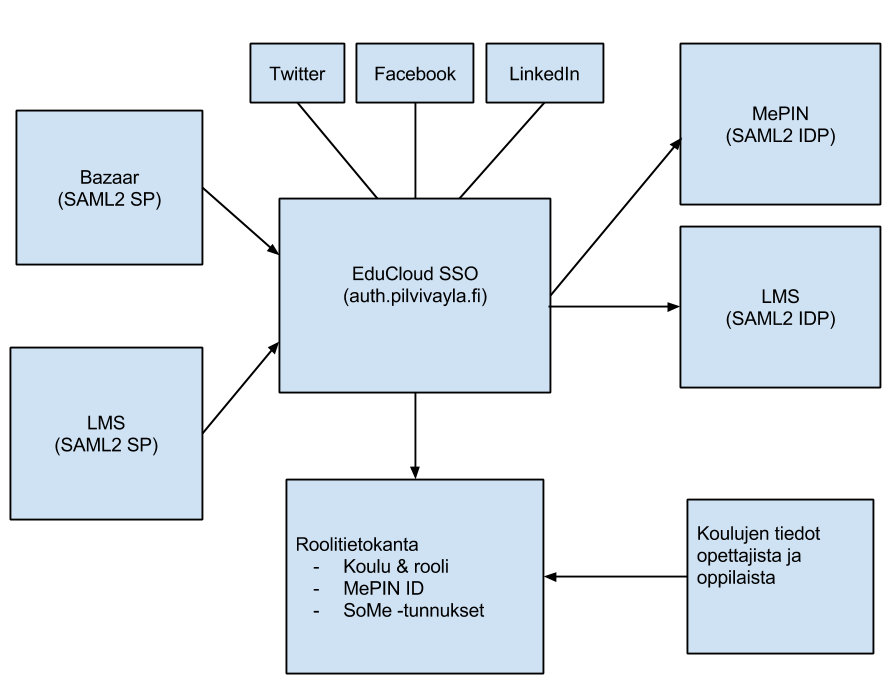 Twitter
Facebook
LinkedIn
MePIN
(SAML2 IDP)
Bazaar
(SAML2 SP)
EduCloud SSO
(auth.pilvivayla.fi)
LMS
(SAML2 IDP)
LMS
(SAML2 SP)
Roolitietokanta
- Koulu & rooli
- MePIN ID
- SoMe -tunnukset
Koulujen tiedot
opettajista ja
oppilaista